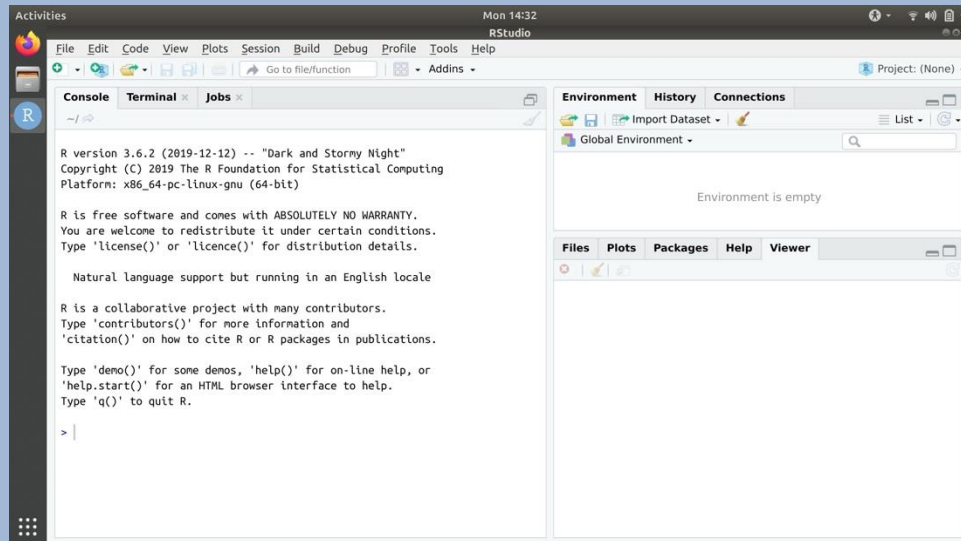 Activities
Mon 14:32
RStudio
File Edit Code View Plots Session Build Debug Profile Tools Help
Go to file/function
Addins
Project: (None)
Console Terminal Jobs
~/
R version 3.6.2 (2019-12-12) -- "Dark and Stormy Night"
Copyright (C) 2019 The R Foundation for Statistical Computing
Platform: x86_64-pc-linux-gnu (64-bit)
R is free software and comes with ABSOLUTELY NO WARRANTY.
You are welcome to redistribute it under certain conditions.
Type 'license()' or 'licence()' for distribution details.
Natural language support but running in an English locale
R is a collaborative project with many contributors.
Type 'contributors()' for more information and
'citation()' on how to cite R or R packages in publications.
Type 'demo()' for some demos, 'help()' for on-line help, or
'help.start()' for an HTML browser interface to help.
Type 'q()' to quit R.
>
Environment History Connections
Import Dataset
List
Global Environment
Environment is empty
Files Plots Packages Help Viewer
R